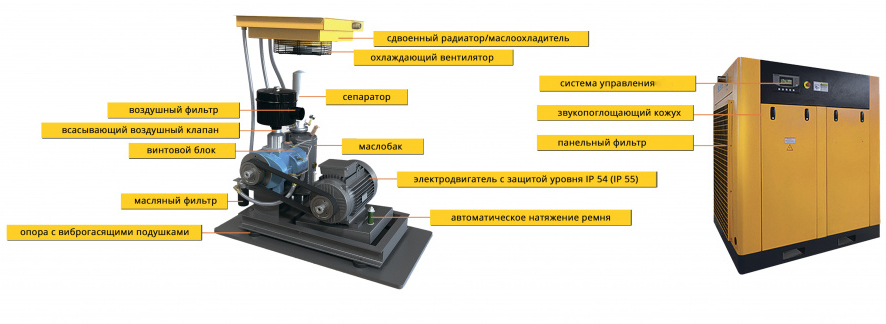 сдвоенный радиатор/маслоохладитель
охлаждающий вентилятор
сепаратор
воздушный фильтр
всасывающий воздушный клапан
маслобак
винтовой блок
электродвигатель с защитой уровня IP 54 (IP 55)
масляный фильтр
автоматическое натяжение ремня
опора с виброгасящими подушками
система управления
звукопоглощающий кожух
панельный фильтр